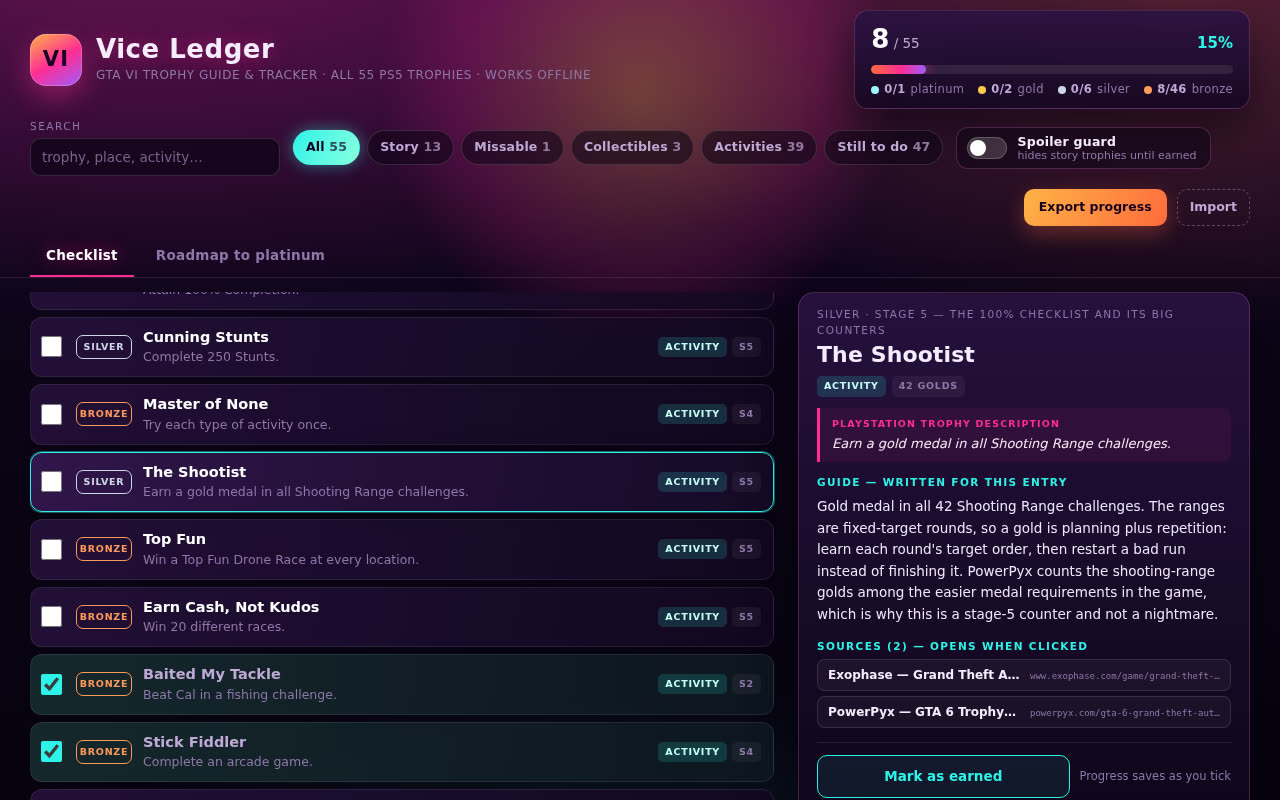 VI
Vice Ledger
GTA VI TROPHY GUIDE & TRACKER · ALL 55 PS5 TROPHIES · WORKS OFFLINE
8 / 55
15%
0/1 platinum
0/2 gold
0/6 silver
8/46 bronze
SEARCH
trophy, place, activity…
All 55
Story 13
Missable 1
Collectibles 3
Activities 39
Still to do 47
Spoiler guard
hides story trophies until earned
Export progress
Import
Checklist
Roadmap to platinum
Attain 100% Completion.
SILVER
Cunning Stunts
Complete 250 Stunts.
ACTIVITY
S5
BRONZE
Master of None
Try each type of activity once.
ACTIVITY
S4
SILVER
The Shootist
Earn a gold medal in all Shooting Range challenges.
ACTIVITY
S5
BRONZE
Top Fun
Win a Top Fun Drone Race at every location.
ACTIVITY
S5
BRONZE
Earn Cash, Not Kudos
Win 20 different races.
ACTIVITY
S5
BRONZE
Baited My Tackle
Beat Cal in a fishing challenge.
ACTIVITY
S2
BRONZE
Stick Fiddler
Complete an arcade game.
ACTIVITY
S4
SILVER · STAGE 5 — THE 100% CHECKLIST AND ITS BIG
COUNTERS
The Shootist
ACTIVITY
42 GOLDS
PLAYSTATION TROPHY DESCRIPTION
Earn a gold medal in all Shooting Range challenges.
GUIDE — WRITTEN FOR THIS ENTRY
Gold medal in all 42 Shooting Range challenges. The ranges
are fixed-target rounds, so a gold is planning plus repetition:
learn each round's target order, then restart a bad run
instead of finishing it. PowerPyx counts the shooting-range
golds among the easier medal requirements in the game,
which is why this is a stage-5 counter and not a nightmare.
SOURCES (2) — OPENS WHEN CLICKED
Exophase — Grand Theft A…
www.exophase.com/game/grand-theft-…
PowerPyx — GTA 6 Trophy…
powerpyx.com/gta-6-grand-theft-aut…
Mark as earned
Progress saves as you tick